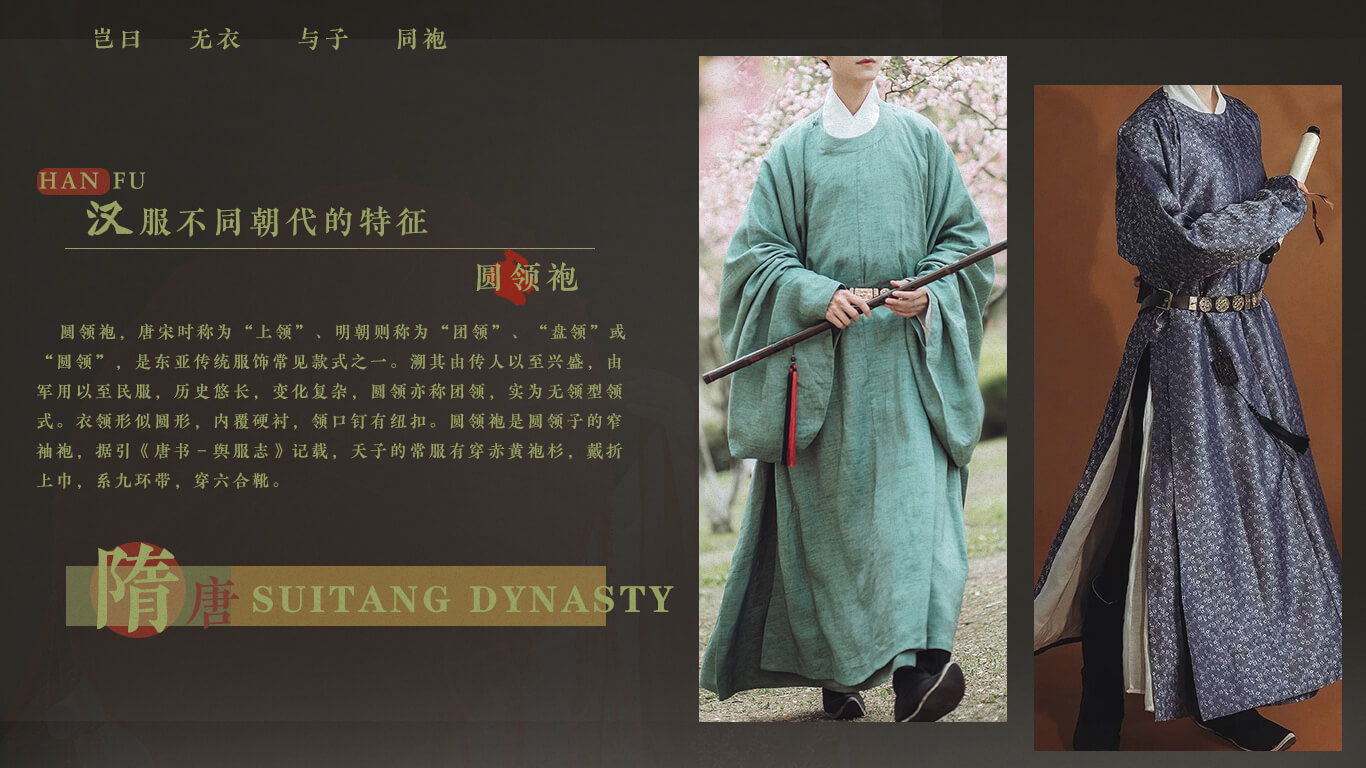 岂曰 无衣 与子 同袍
HAN FU
汉服不同朝代的特征
圆领袍
圆领袍，唐宋时称为“上领”、明朝则称为“团领”、“盘领”或
“圆领”，是东亚传统服饰常见款式之一。溯其由传人以至兴盛，由
军用以至民服，历史悠长，变化复杂，圆领亦称团领，实为无领型领
式。衣领形似圆形，内覆硬衬，领口钉有纽扣。圆领袍是圆领子的窄
袖袍，据引《唐书-舆服志》记载，天子的常服有穿赤黄袍杉，戴折
上巾，系九环带，穿六合靴。
隋唐 SUITANG DYNASTY